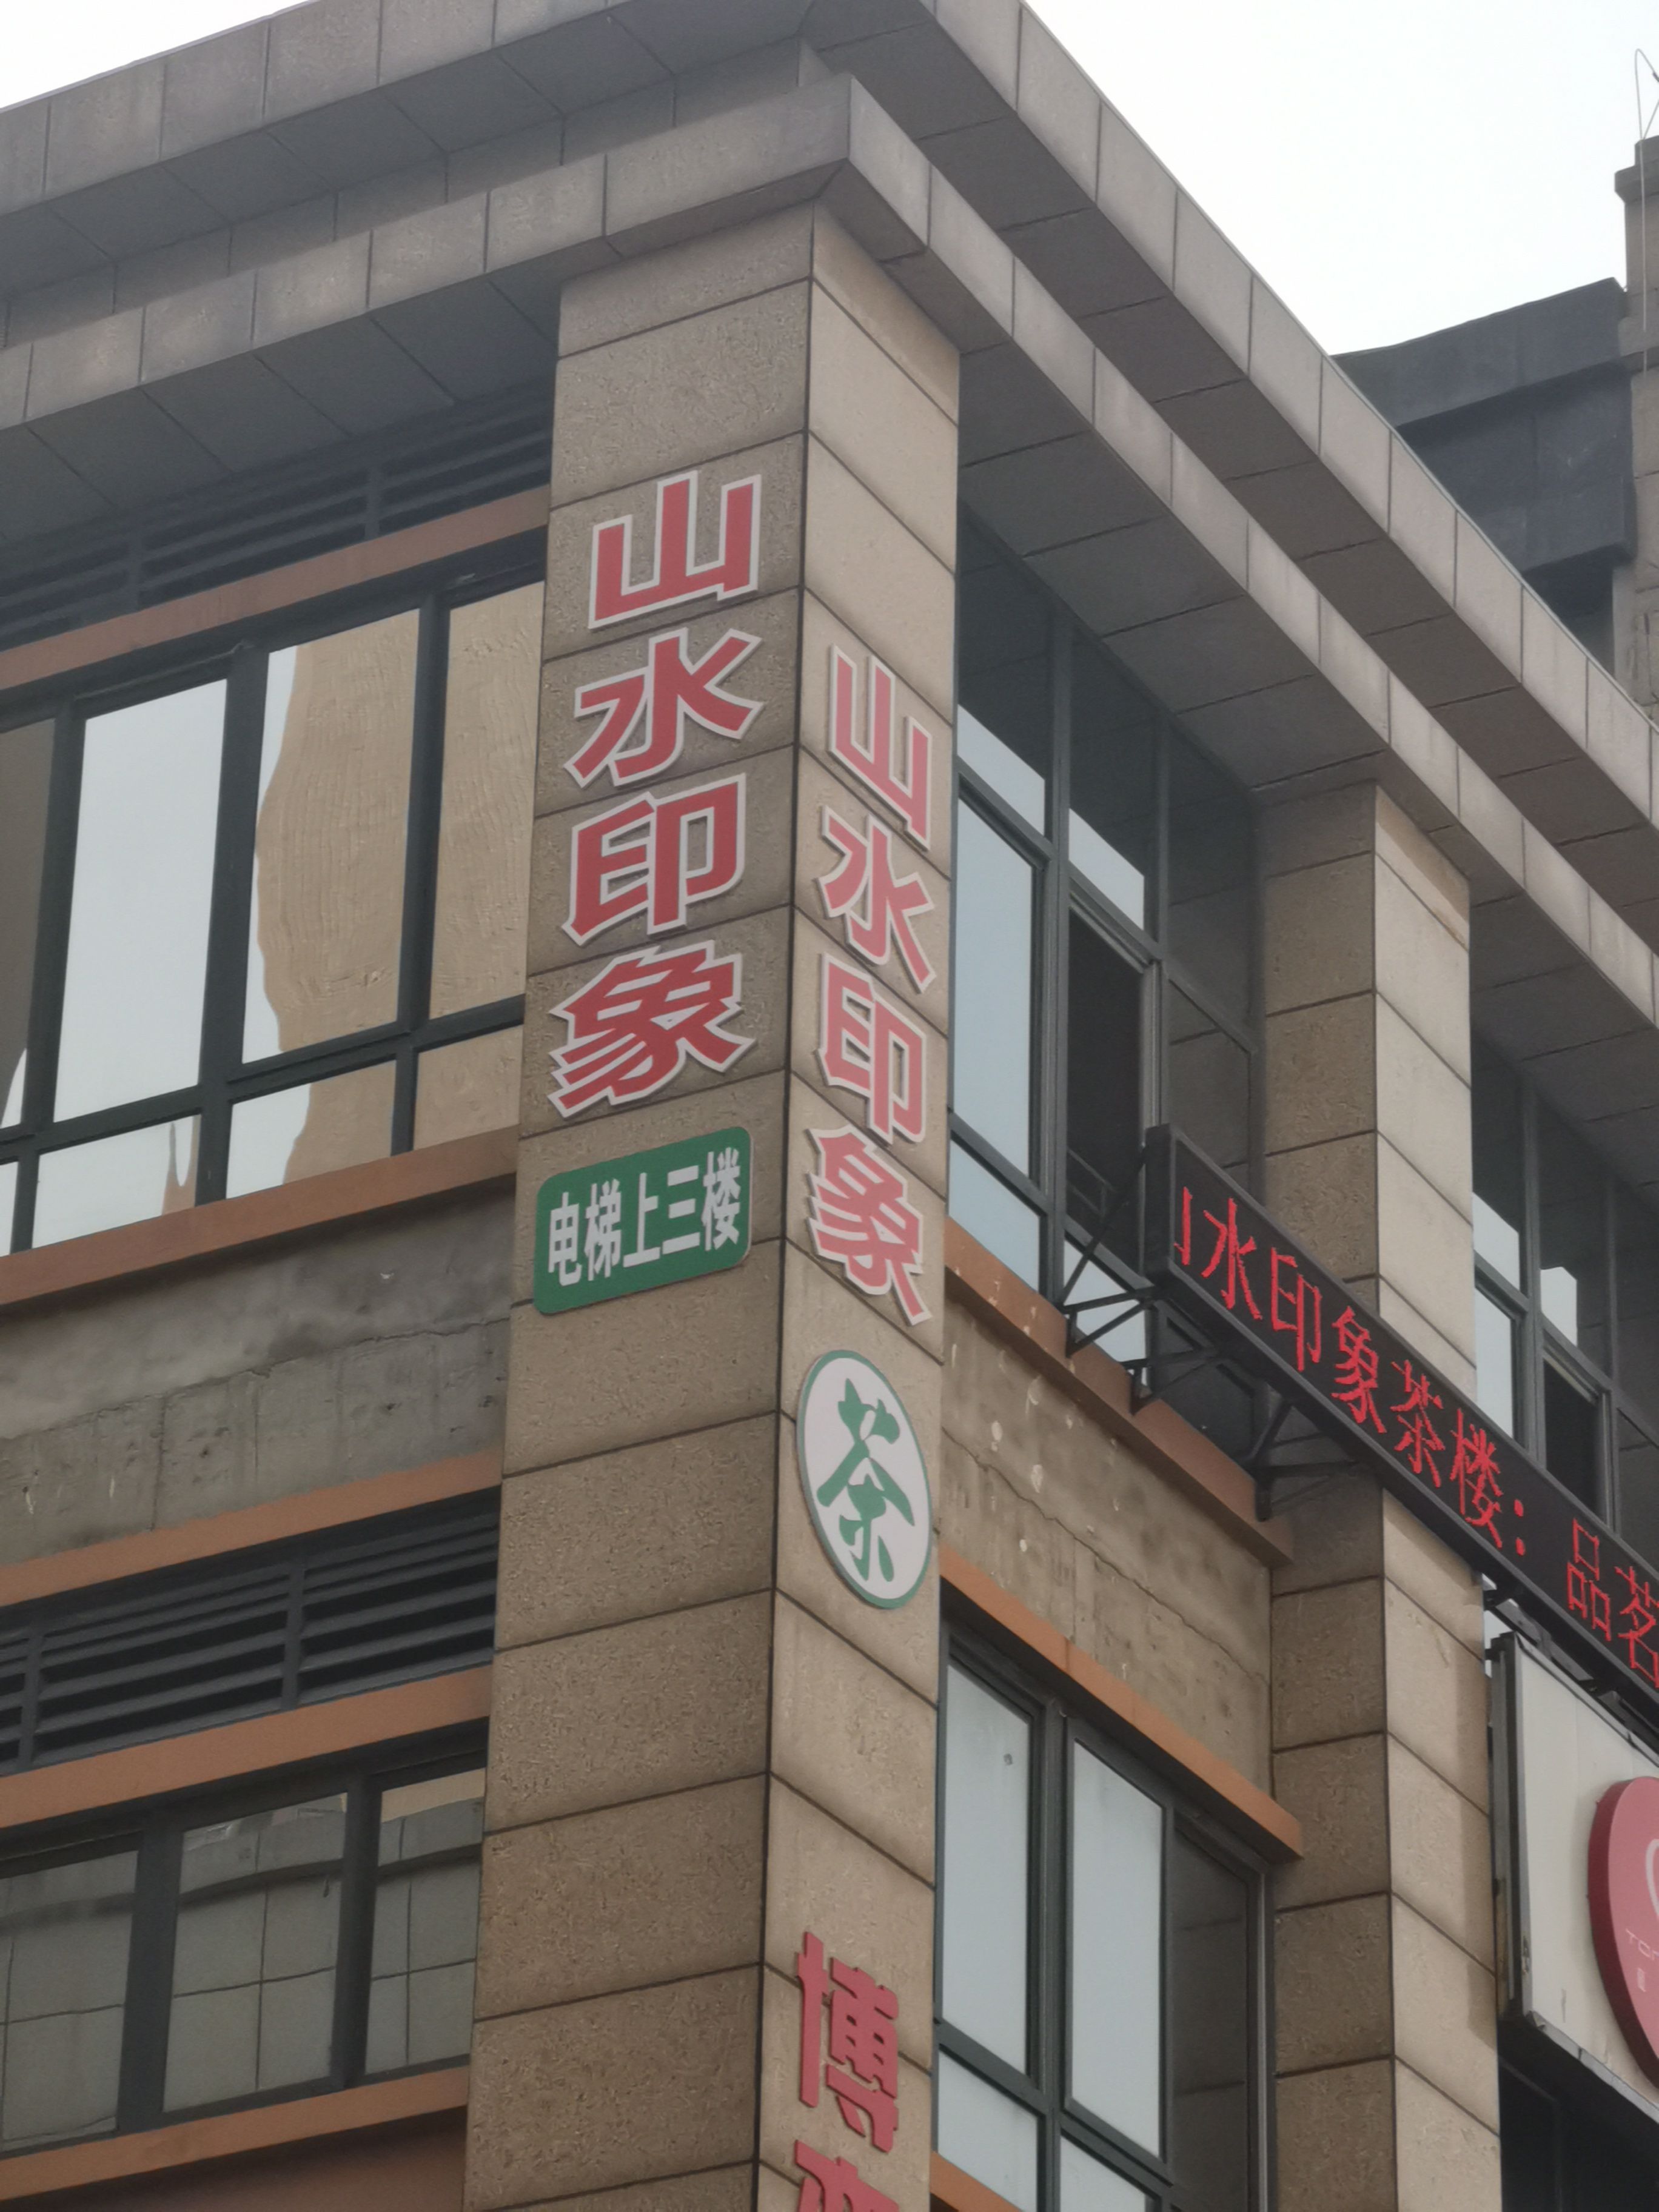 山水印象
电梯上三楼
山水印象
茶
水印象茶楼：品茗
博